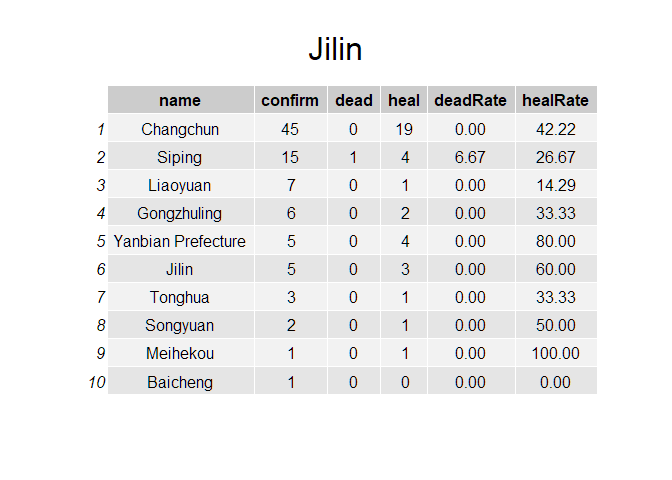 Jilin
name confirm dead heal deadRate healRate
1 Changchun 45 0 19 0.00 42.22
2 Siping 15 1 4 6.67 26.67
3 Liaoyuan 7 0 1 0.00 14.29
4 Gongzhuling 6 0 2 0.00 33.33
5 Yanbian Prefecture 5 0 4 0.00 80.00
6 Jilin 5 0 3 0.00 60.00
7 Tonghua 3 0 1 0.00 33.33
8 Songyuan 2 0 1 0.00 50.00
9 Meihekou 1 0 1 0.00 100.00
10 Baicheng 1 0 0 0.00 0.00